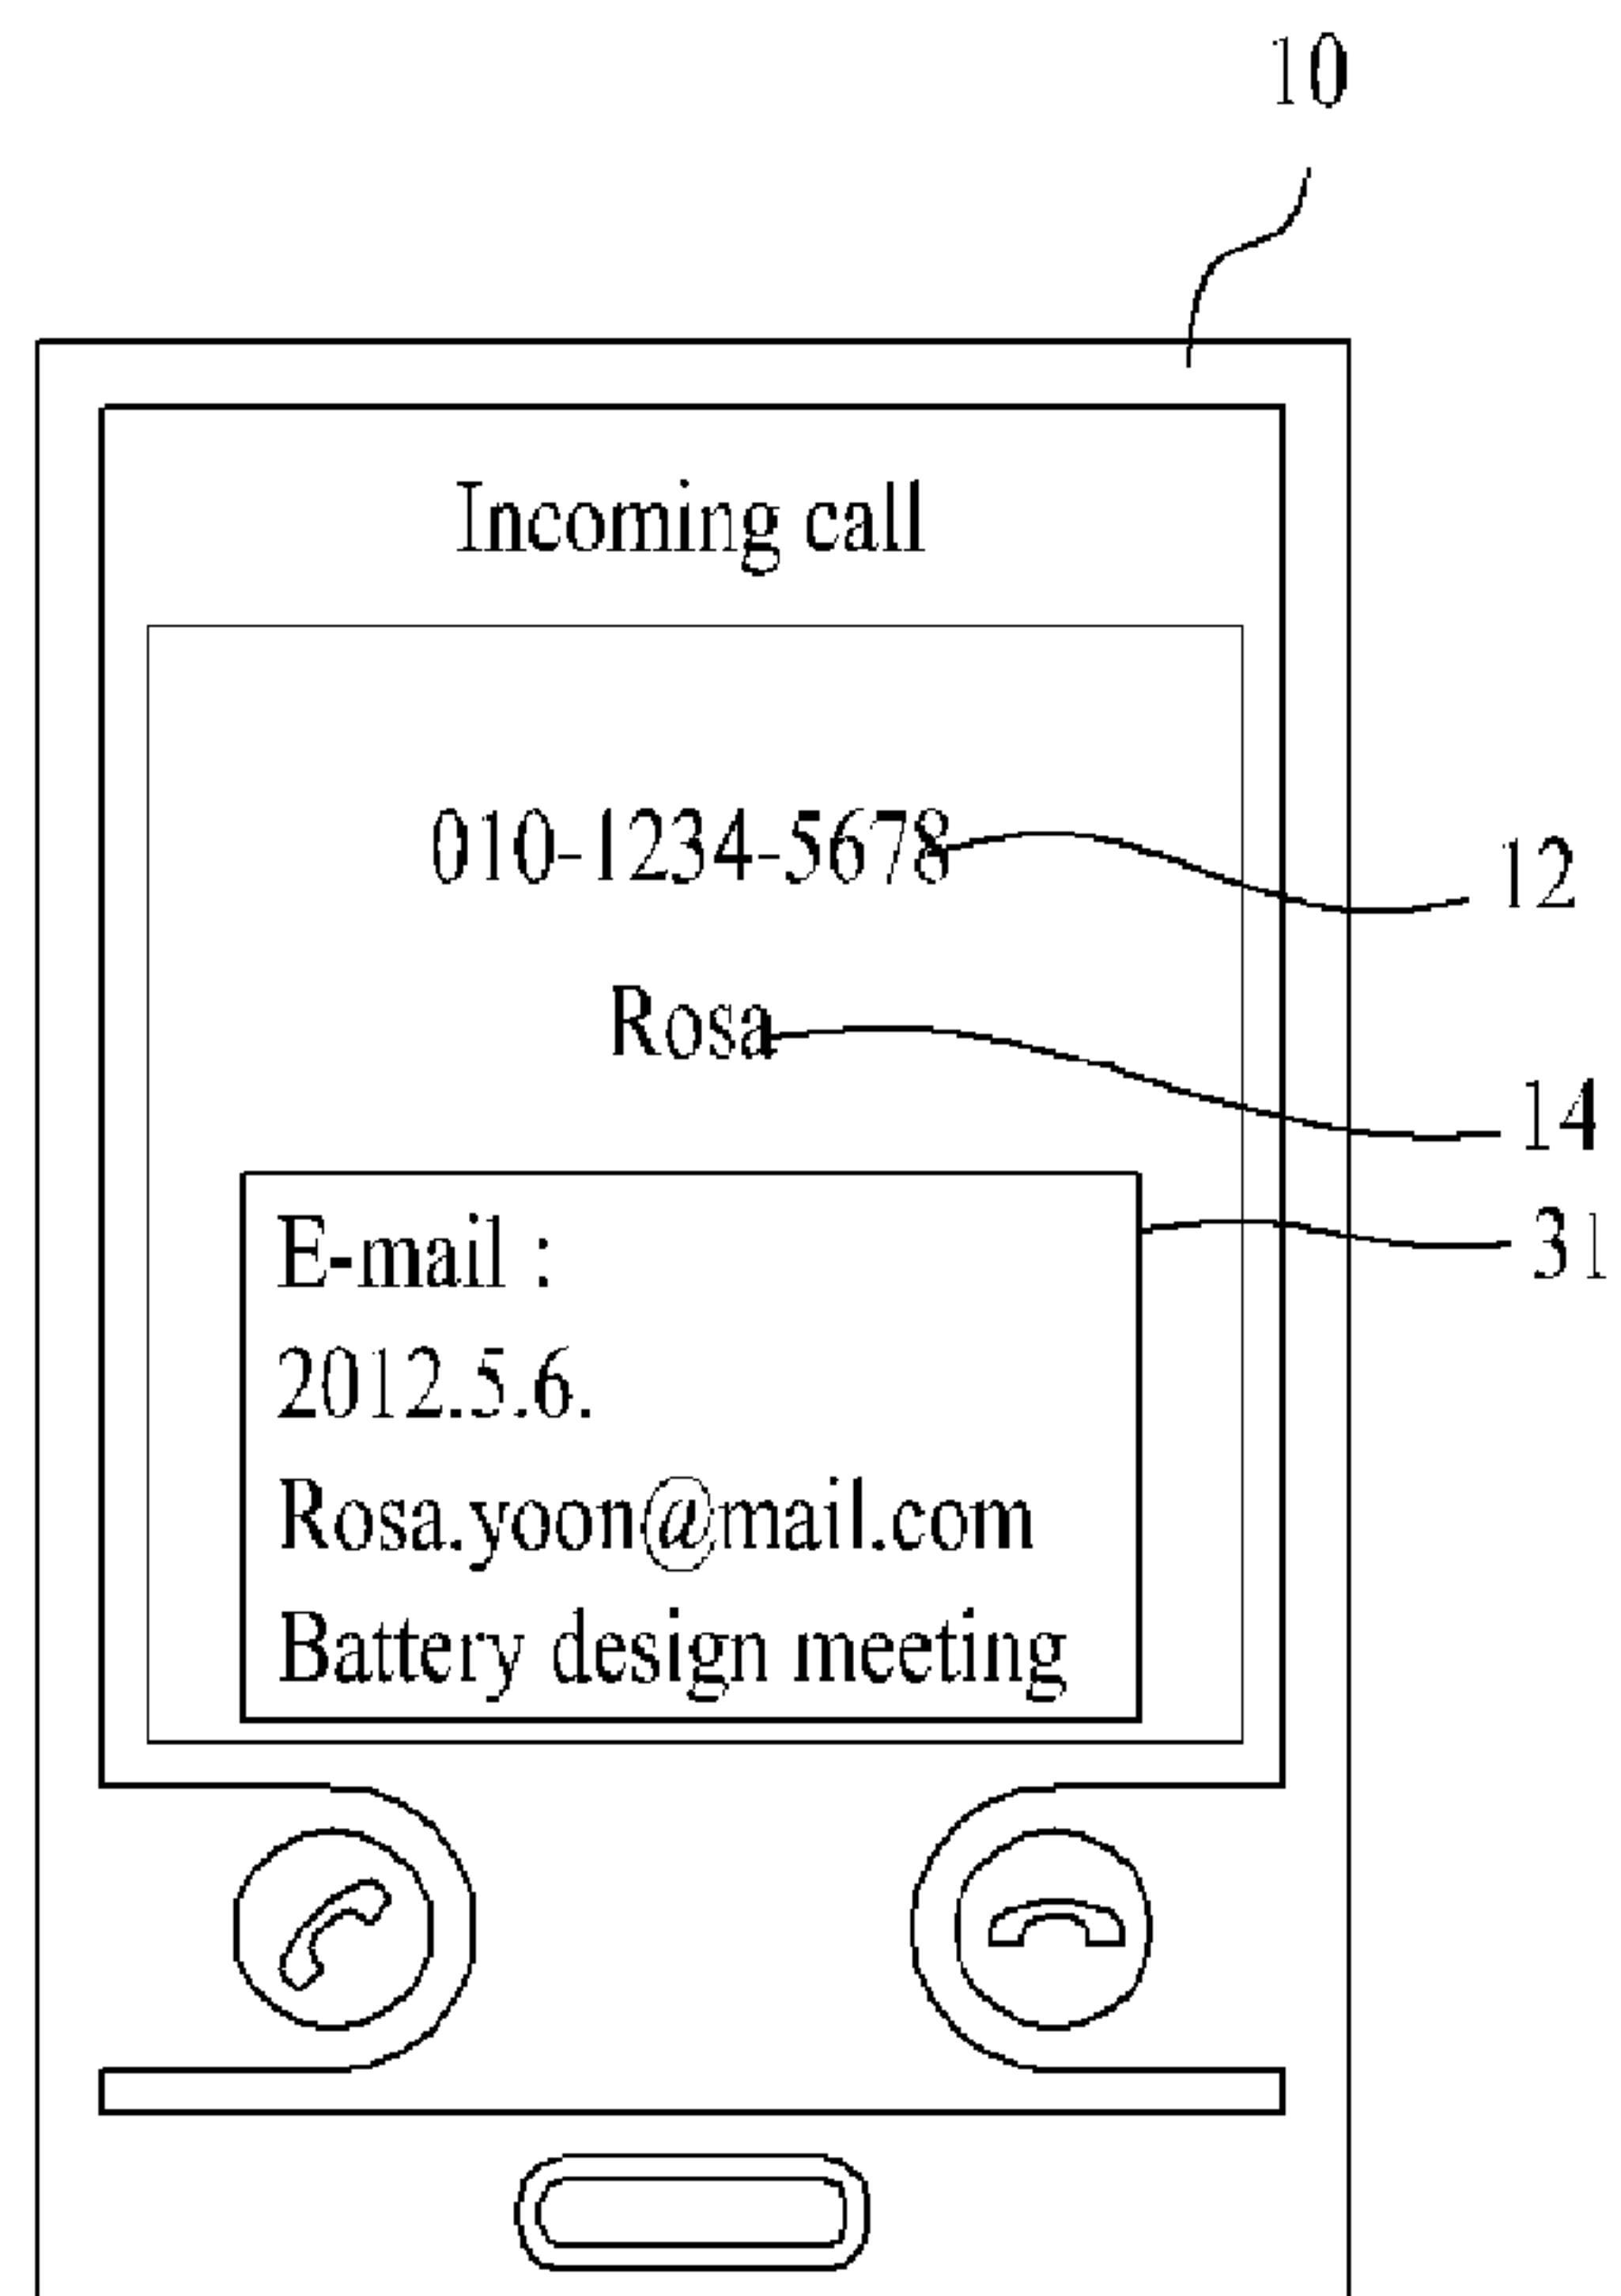 10
Incoming call
010-1234-5678
12
Rosa
14
31
E-mail :
2012.5.6.
Rosa.yoon@mail.com
Battery design meeting